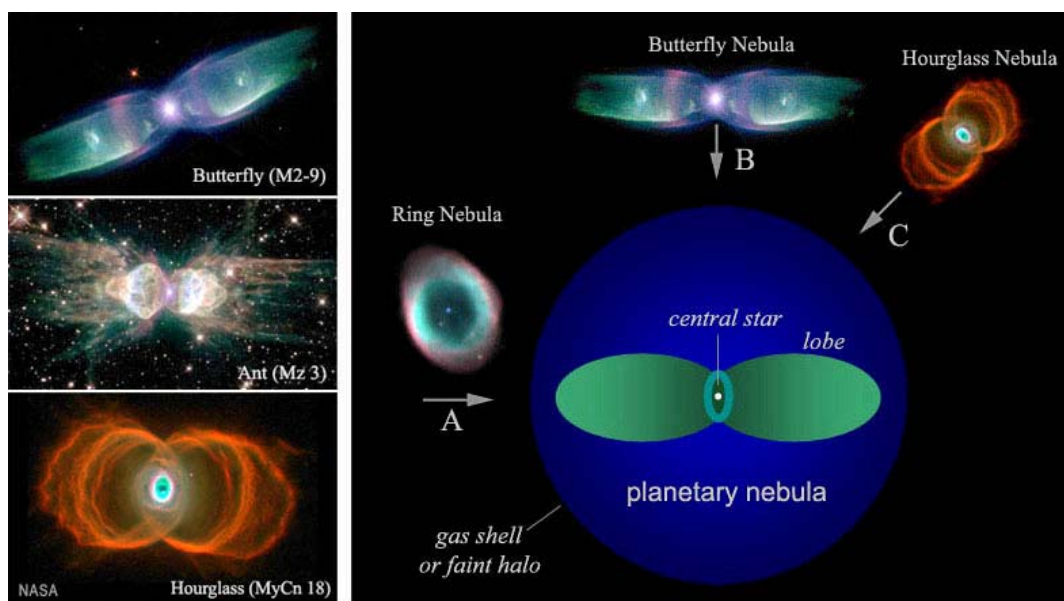 Butterfly (M2-9)
Ant (Mz 3)
NASA
Hourglass (MyCn 18)
Butterfly Nebula
Hourglass Nebula
B
C
Ring Nebula
A
central star
lobe
planetary nebula
gas shell
or faint halo